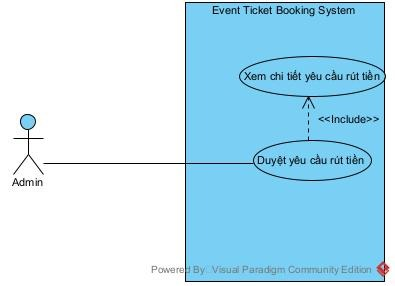 Event Ticket Booking System
Xem chi tiết yêu cầu rút tiền
<<Include>>
Duyệt yêu cầu rút tiền
Admin
Powered By: Visual Paradigm Community Edition